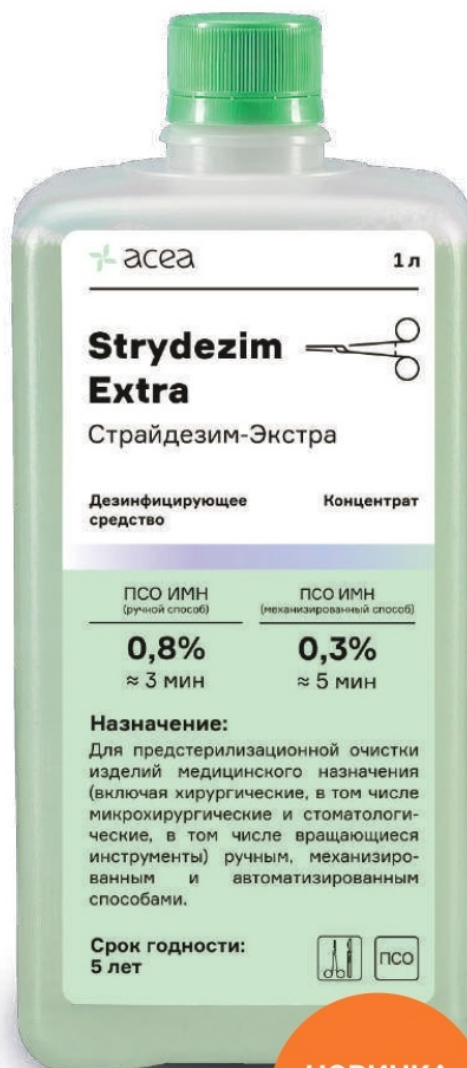 acea
1 л
Strydezim
Extra
Страйдезим-Экстра
Дезинфицирующее
средство
Концентрат
ПСО ИМН
(ручной способ)
0,8%
≈ 3 мин
ПСО ИМН
(механизированный способ)
0,3%
≈ 5 мин
Назначение:
Для предстерилизационной очистки
изделий медицинского назначения
(включая хирургические, в том числе
микрохирургические и стоматологи-
ческие, в том числе вращающиеся
инструменты) ручным, механизиро-
ванным и автоматизированным
способами.
Срок годности:
5 лет
ПСО
НОВИНКА